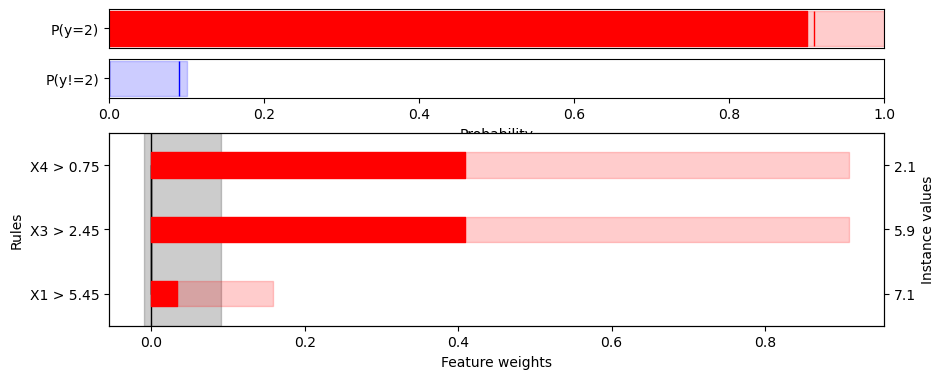 P(y=2)
P(y!=2)
0.0 0.2 0.4 0.6 0.8 1.0
Probability
X4 > 0.75 2.1
X3 > 2.45 5.9
X1 > 5.45 7.1
Rules
Instance values
0.0 0.2 0.4 0.6 0.8
Feature weights